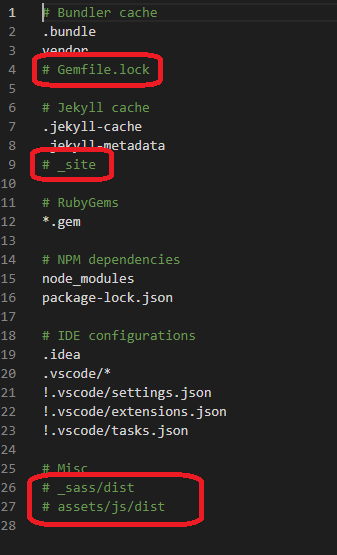 1 # Bundler cache
2 .bundle
3 vendor
4 # Gemfile.lock
5
6 # Jekyll cache
7 .jekyll-cache
8 .jekyll-metadata
9 # _site
10
11 # RubyGems
12 *.gem
13
14 # NPM dependencies
15 node_modules
16 package-lock.json
17
18 # IDE configurations
19 .idea
20 .vscode/*
21 !.vscode/settings.json
22 !.vscode/extensions.json
23 !.vscode/tasks.json
24
25 # Misc
26 # _sass/dist
27 # assets/js/dist
28